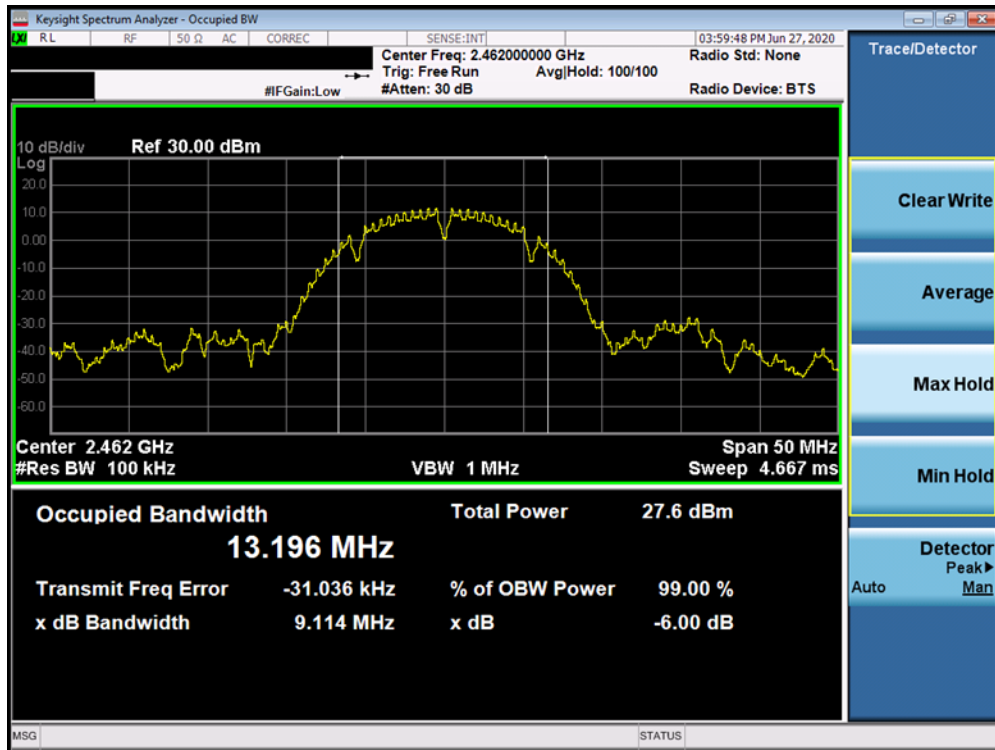 Keysight Spectrum Analyzer - Occupied BW
LXI RL RF 50 Ω AC CORREC SENSE:INT 03:59:48 PM Jun 27, 2020
Center Freq: 2.462000000 GHz Radio Std: None
Trig: Free Run Avg|Hold: 100/100
#IFGain:Low #Atten: 30 dB Radio Device: BTS
10 dB/div Ref 30.00 dBm
Log
20.0
10.0
0.00
-10.0
-20.0
-30.0
-40.0
-50.0
-60.0
Center 2.462 GHz Span 50 MHz
#Res BW 100 kHz VBW 1 MHz Sweep 4.667 ms
Occupied Bandwidth Total Power 27.6 dBm
13.196 MHz
Transmit Freq Error -31.036 kHz % of OBW Power 99.00 %
x dB Bandwidth 9.114 MHz x dB -6.00 dB
MSG STATUS
Trace/Detector
Clear Write
Average
Max Hold
Min Hold
Detector
Peak▶
Auto Man